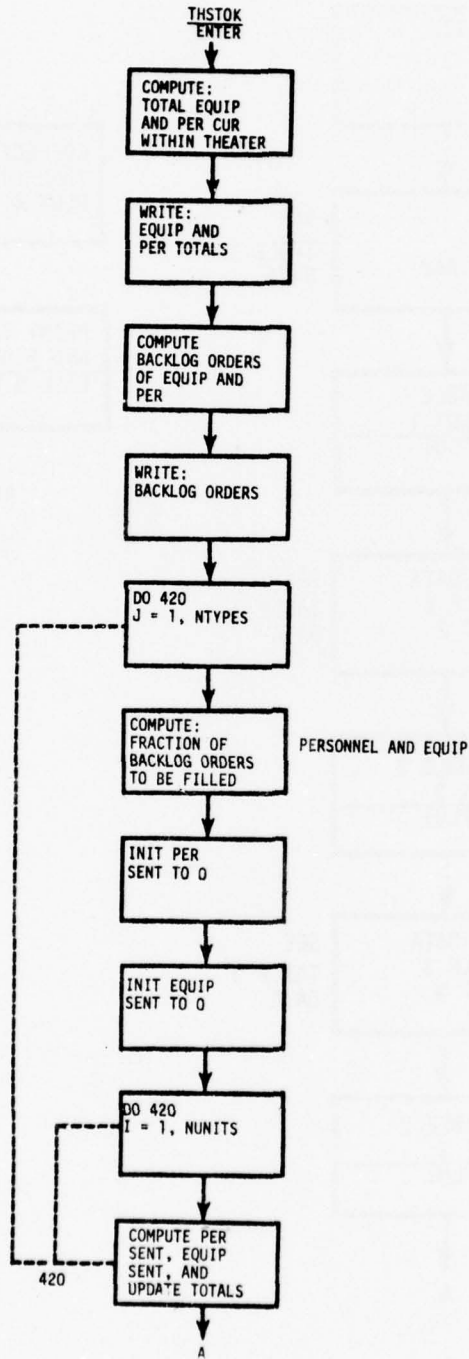 THSTOK
ENTER
COMPUTE:
TOTAL EQUIP
AND PER CUR
WITHIN THEATER
WRITE:
EQUIP AND
PER TOTALS
COMPUTE
BACKLOG ORDERS
OF EQUIP AND
PER
WRITE:
BACKLOG ORDERS
DO 420
J = 1, NTYPES
COMPUTE:
FRACTION OF
BACKLOG ORDERS
TO BE FILLED
PERSONNEL AND EQUIP
INIT PER
SENT TO 0
INIT EQUIP
SENT TO 0
DO 420
I = 1, NUNITS
COMPUTE PER
SENT, EQUIP
SENT, AND
UPDATE TOTALS
420
A